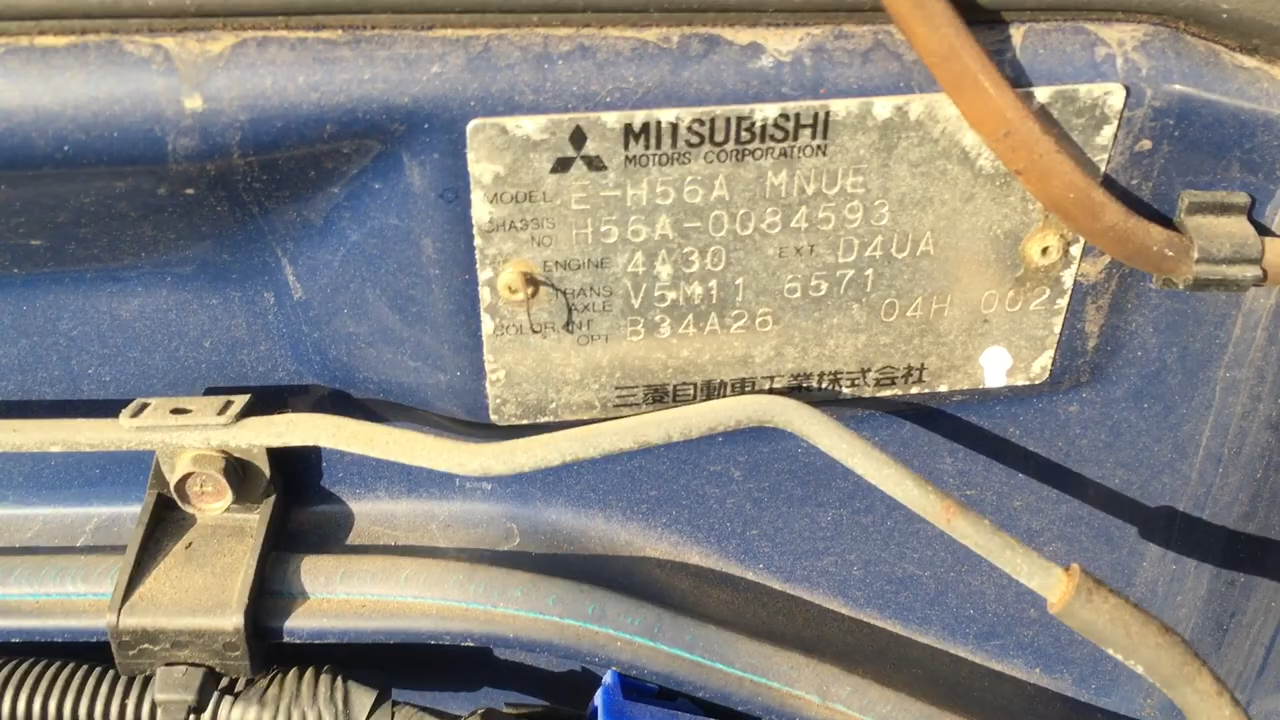 MITSUBISHI
MOTORS CORPORATION
MODEL E-H56A MNUE
CHASSIS NO H56A-0084593
ENGINE 4A30 EXT D4UA
TRANS AXLE V5M11 6571
COLOR, INT OPT B34A26 04H 002
三菱自動車工業株式会社